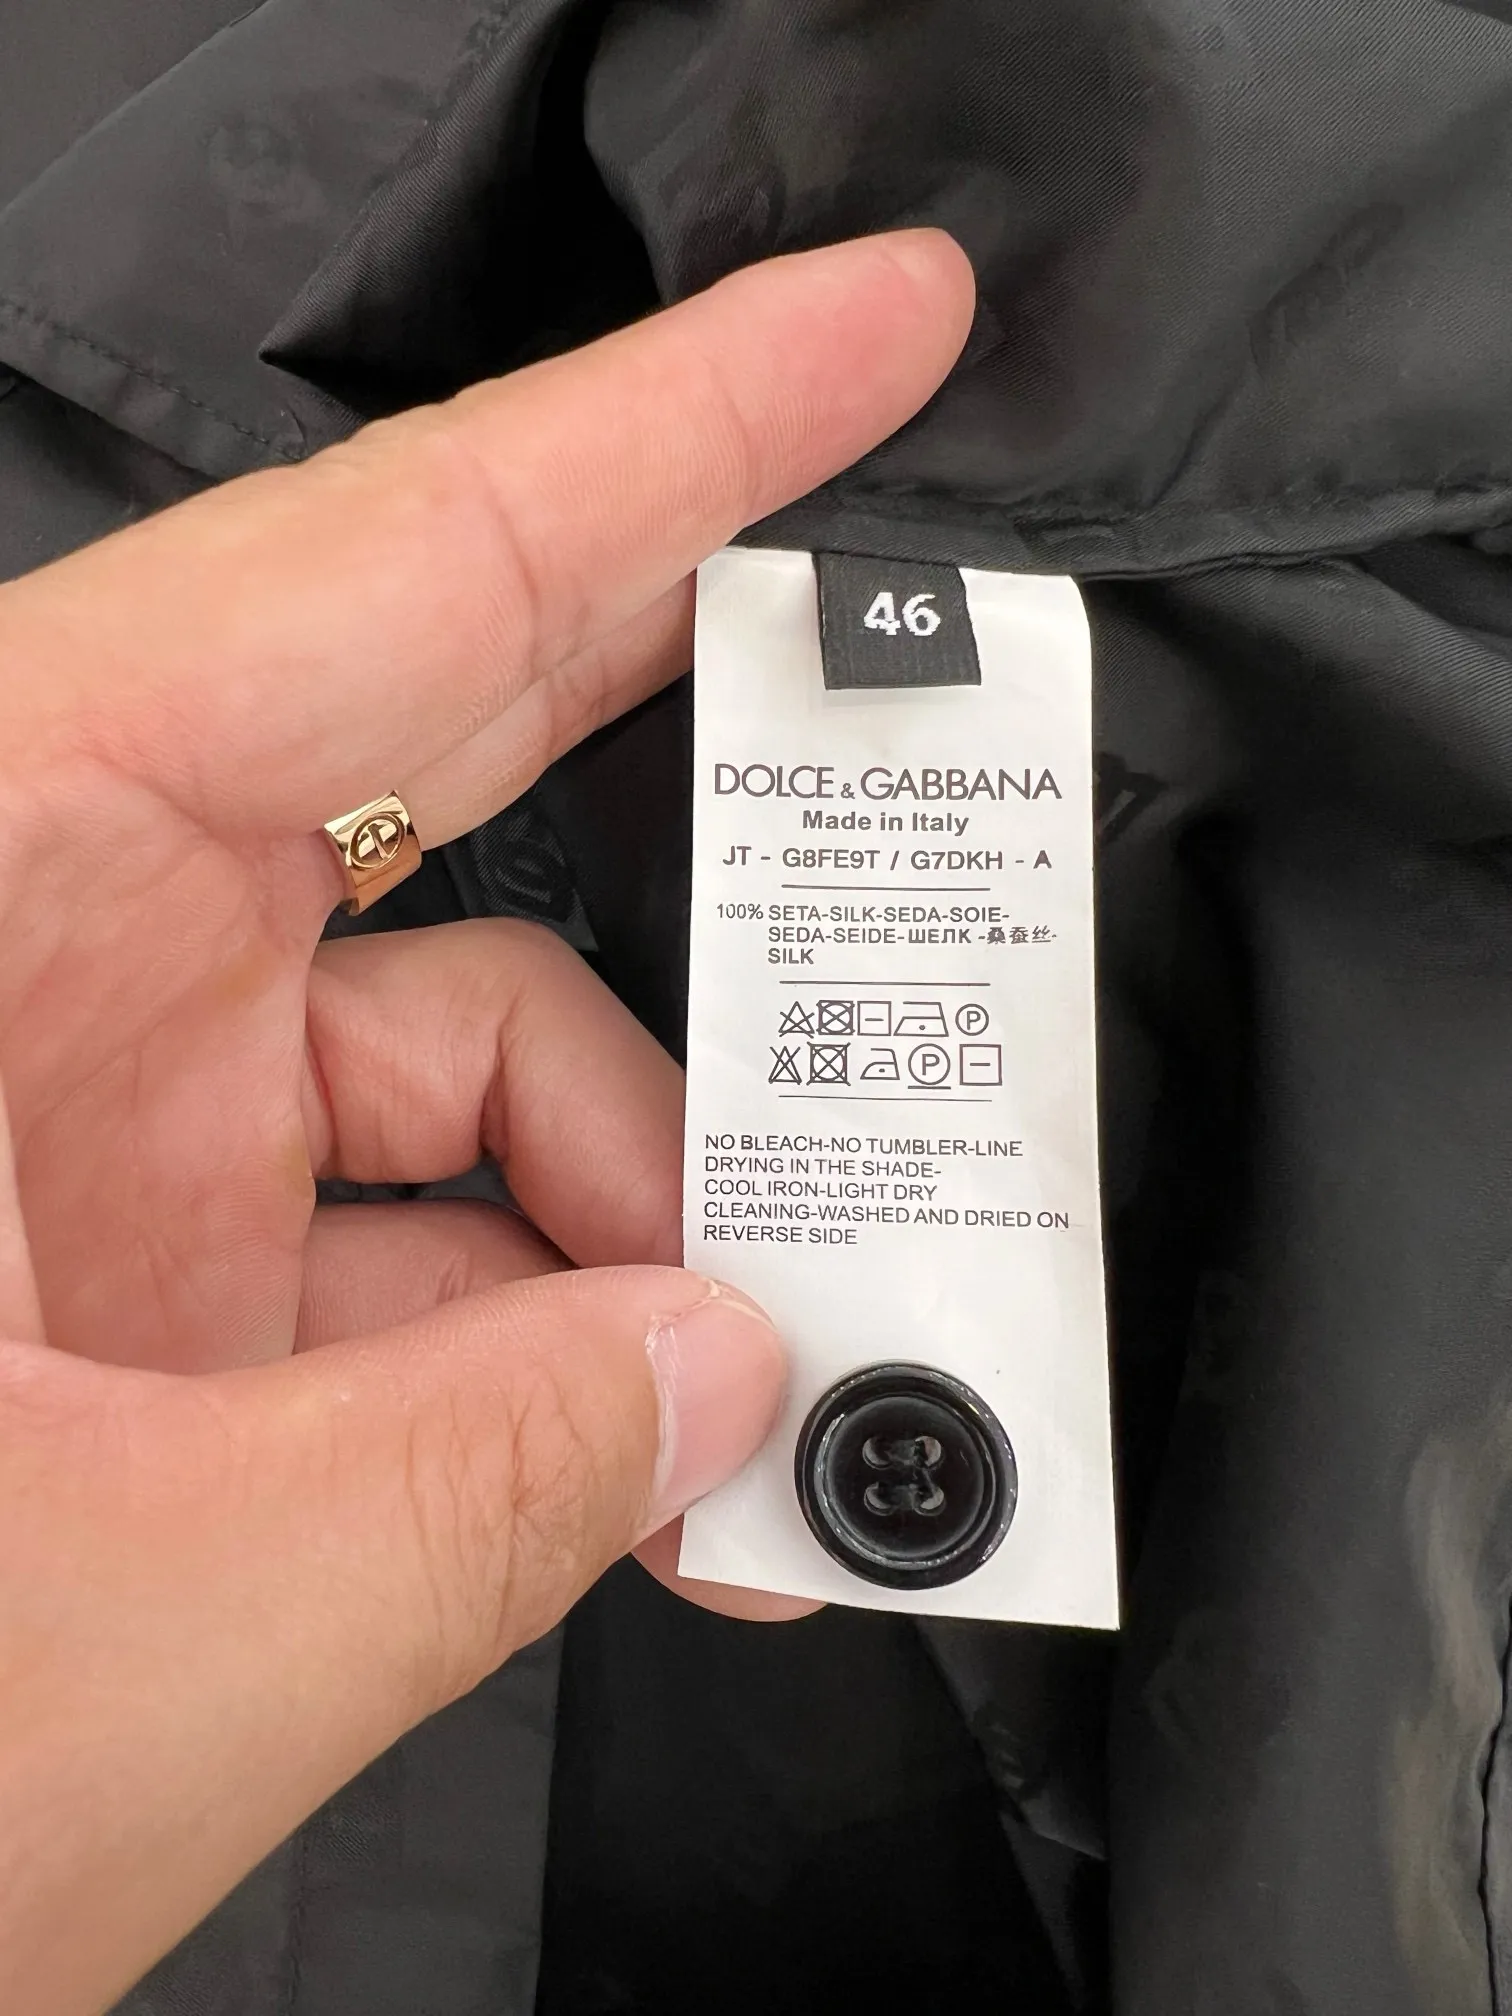 46
DOLCE & GABBANA
Made in Italy
JT - G8FE9T / G7DKH - A
100% SETA-SILK-SEDA-SOIE-
SEDA-SEIDE-ШЕЛК -桑蚕丝-
SILK
P
P
NO BLEACH-NO TUMBLER-LINE
DRYING IN THE SHADE-
COOL IRON-LIGHT DRY
CLEANING-WASHED AND DRIED ON
REVERSE SIDE